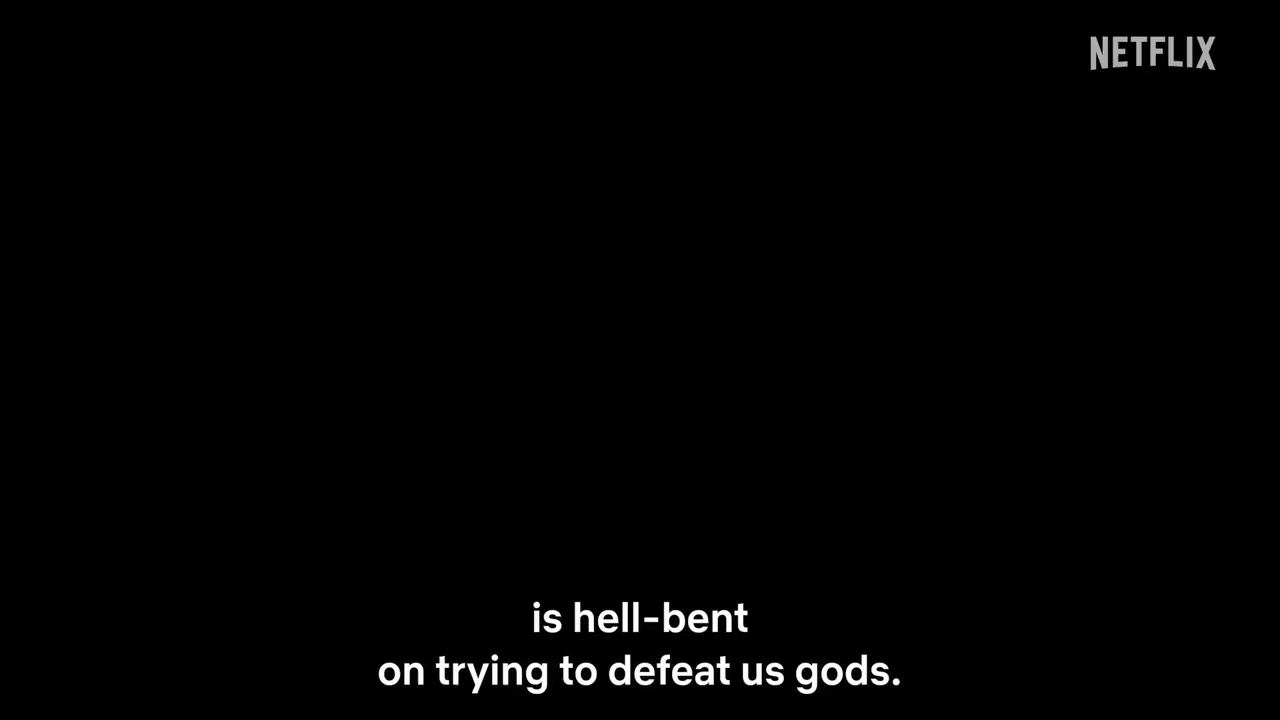 NETFLIX
is hell-bent
on trying to defeat us gods.